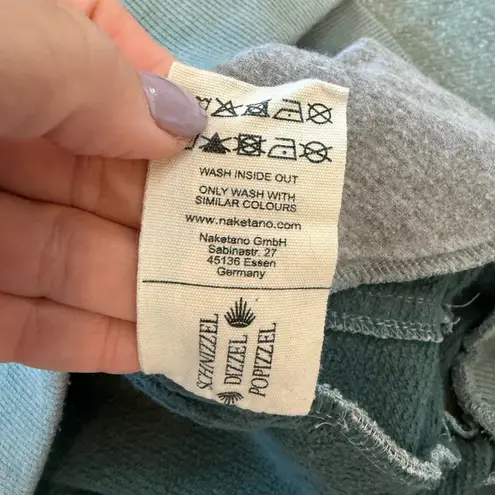 WASH INSIDE OUT
ONLY WASH WITH
SIMILAR COLOURS
www.naketano.com
Naketano GmbH
Sabinastr. 27
45136 Essen
Germany
SCHNIZZEL
DIZZEL
POPIZZEL